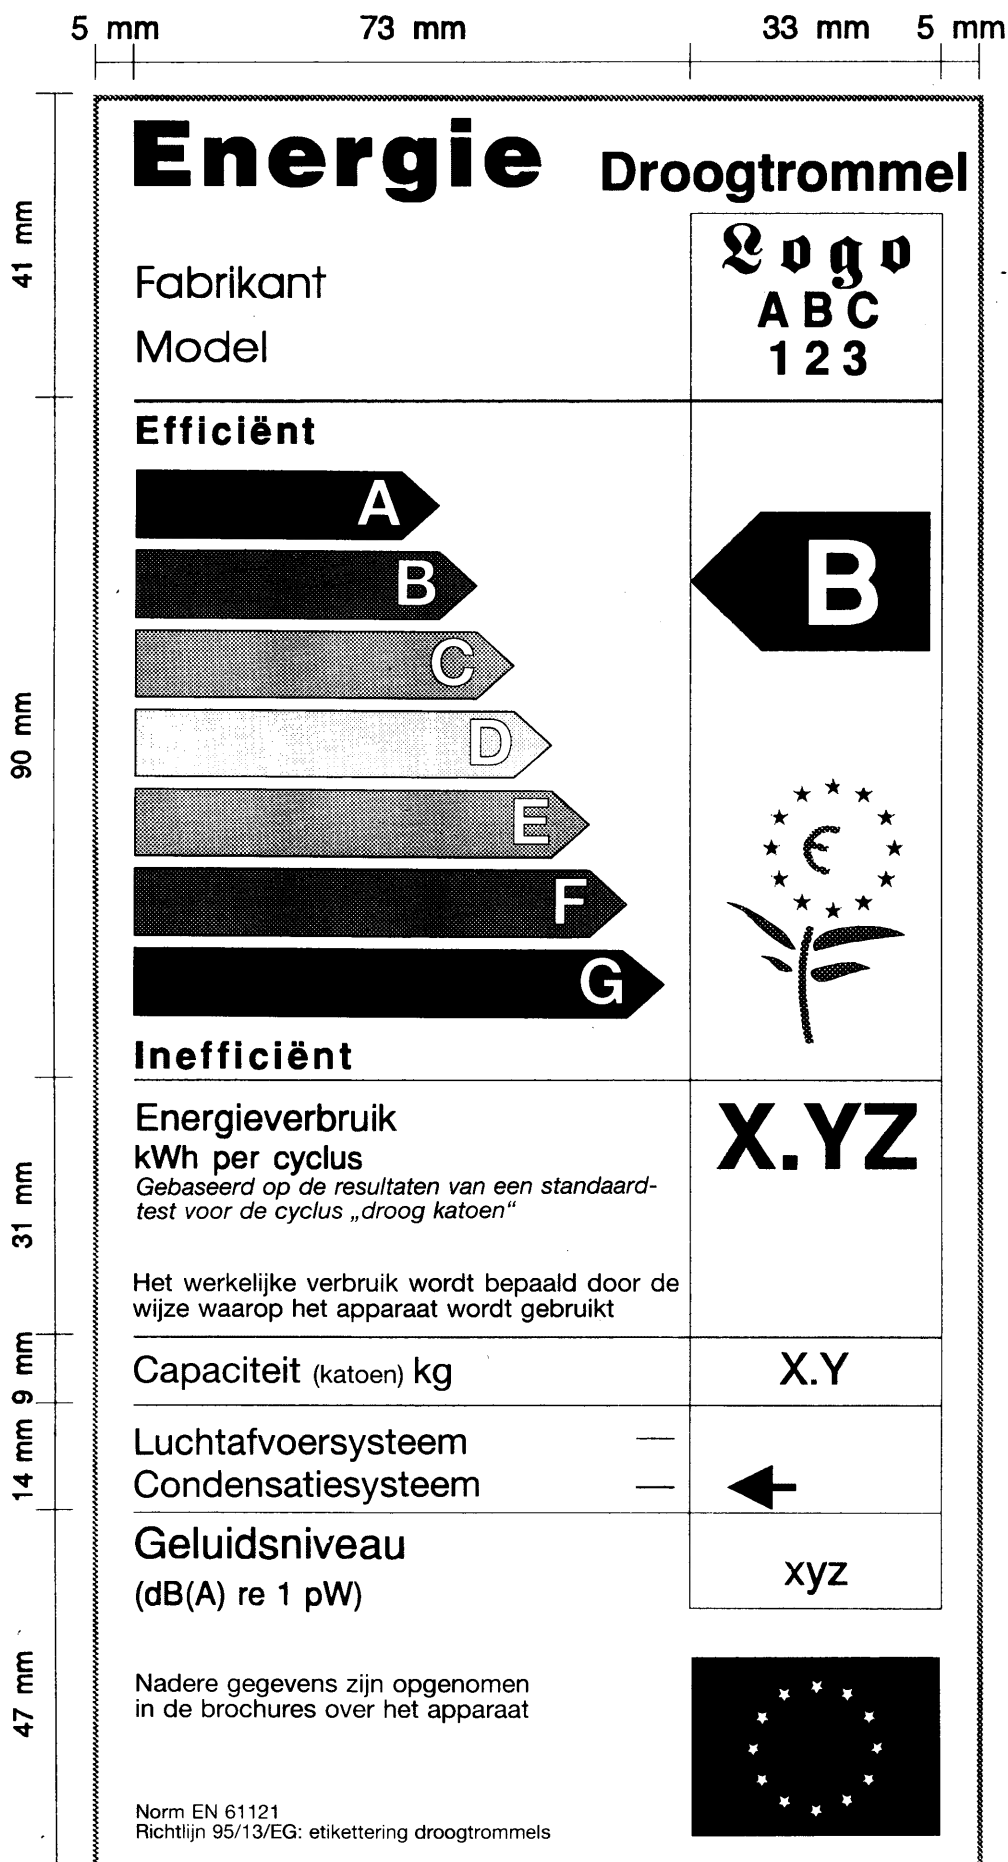 5 mm 73 mm 33 mm 5 mm
Energie Droogtrommel
41 mm
Logo
Fabrikant
ABC
Model
123
Efficiënt
A
B
B
C
90 mm
D
E
F
G
Inefficiënt
Energieverbruik X.YZ
kWh per cyclus
Gebaseerd op de resultaten van een standaard-
test voor de cyclus „droog katoen“
31 mm
Het werkelijke verbruik wordt bepaald door de
wijze waarop het apparaat wordt gebruikt
9 mm
Capaciteit (katoen) kg X.Y
14 mm
Luchtafvoersysteem —
Condensatiesysteem —
Geluidsniveau
(dB(A) re 1 pW) xyz
47 mm
Nadere gegevens zijn opgenomen
in de brochures over het apparaat
Norm EN 61121
Richtlijn 95/13/EG: etikettering droogtrommels